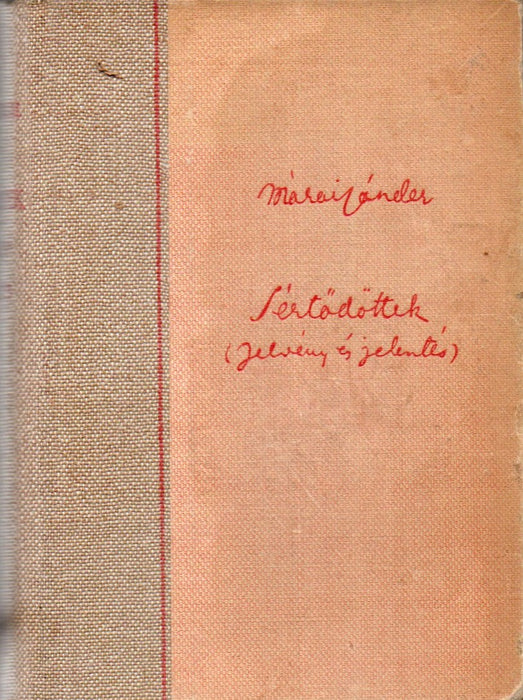 Márai Sándor
Sértődöttek
(Jelvény és jelentés)